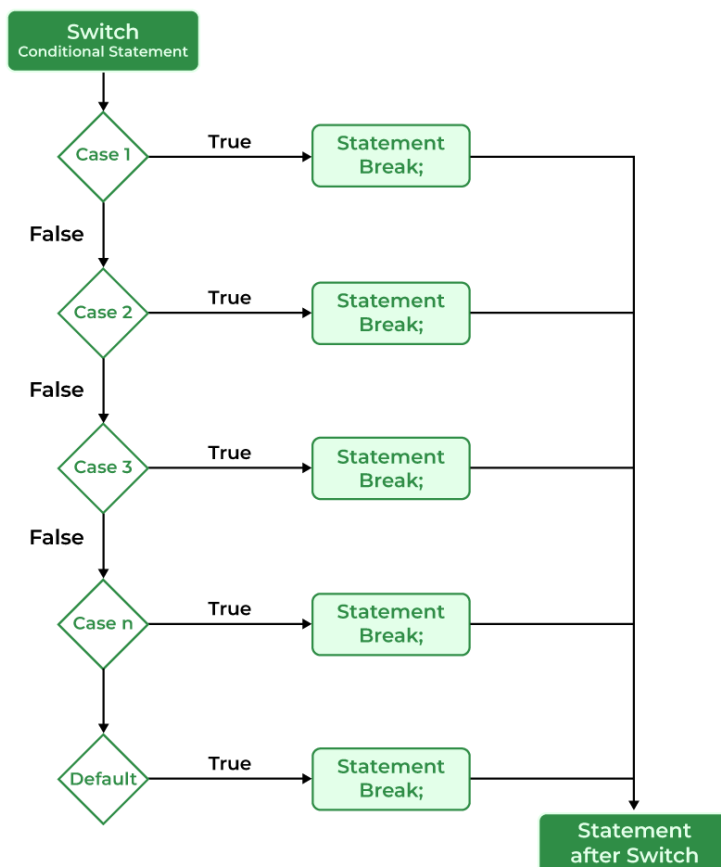 Switch
Conditional Statement
Case 1
True
Statement
Break;
False
Case 2
True
Statement
Break;
False
Case 3
True
Statement
Break;
False
Case n
True
Statement
Break;
Default
True
Statement
Break;
Statement
after Switch